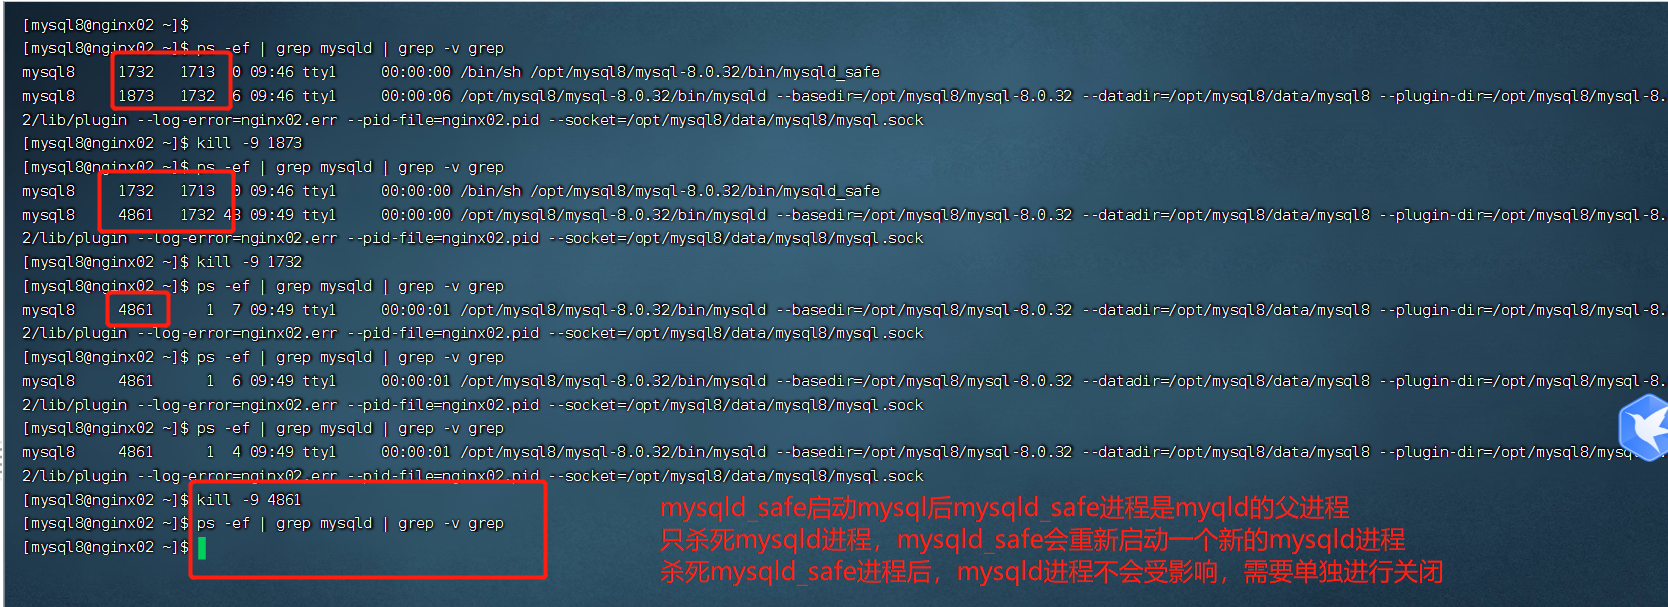 [mysql8@nginx02 ~]$
[mysql8@nginx02 ~]$ ps -ef | grep mysqld | grep -v grep
mysql8     1732   1713  0 09:46 tty1     00:00:00 /bin/sh /opt/mysql8/mysql-8.0.32/bin/mysqld_safe
mysql8     1873   1732  6 09:46 tty1     00:00:06 /opt/mysql8/mysql-8.0.32/bin/mysqld --basedir=/opt/mysql8/mysql-8.0.32 --datadir=/opt/mysql8/data/mysql8 --plugin-dir=/opt/mysql8/mysql-8.
2/lib/plugin --log-error=nginx02.err --pid-file=nginx02.pid --socket=/opt/mysql8/data/mysql8/mysql.sock
[mysql8@nginx02 ~]$ kill -9 1873
[mysql8@nginx02 ~]$ ps -ef | grep mysqld | grep -v grep
mysql8     1732   1713  0 09:46 tty1     00:00:00 /bin/sh /opt/mysql8/mysql-8.0.32/bin/mysqld_safe
mysql8     4861   1732 43 09:49 tty1     00:00:00 /opt/mysql8/mysql-8.0.32/bin/mysqld --basedir=/opt/mysql8/mysql-8.0.32 --datadir=/opt/mysql8/data/mysql8 --plugin-dir=/opt/mysql8/mysql-8.
2/lib/plugin --log-error=nginx02.err --pid-file=nginx02.pid --socket=/opt/mysql8/data/mysql8/mysql.sock
[mysql8@nginx02 ~]$ kill -9 1732
[mysql8@nginx02 ~]$ ps -ef | grep mysqld | grep -v grep
mysql8     4861      1  7 09:49 tty1     00:00:01 /opt/mysql8/mysql-8.0.32/bin/mysqld --basedir=/opt/mysql8/mysql-8.0.32 --datadir=/opt/mysql8/data/mysql8 --plugin-dir=/opt/mysql8/mysql-8.
2/lib/plugin --log-error=nginx02.err --pid-file=nginx02.pid --socket=/opt/mysql8/data/mysql8/mysql.sock
[mysql8@nginx02 ~]$ ps -ef | grep mysqld | grep -v grep
mysql8     4861      1  6 09:49 tty1     00:00:01 /opt/mysql8/mysql-8.0.32/bin/mysqld --basedir=/opt/mysql8/mysql-8.0.32 --datadir=/opt/mysql8/data/mysql8 --plugin-dir=/opt/mysql8/mysql-8.
2/lib/plugin --log-error=nginx02.err --pid-file=nginx02.pid --socket=/opt/mysql8/data/mysql8/mysql.sock
[mysql8@nginx02 ~]$ ps -ef | grep mysqld | grep -v grep
mysql8     4861      1  4 09:49 tty1     00:00:01 /opt/mysql8/mysql-8.0.32/bin/mysqld --basedir=/opt/mysql8/mysql-8.0.32 --datadir=/opt/mysql8/data/mysql8 --plugin-dir=/opt/mysql8/mysql-8.
2/lib/plugin --log-error=nginx02.err --pid-file=nginx02.pid --socket=/opt/mysql8/data/mysql8/mysql.sock
[mysql8@nginx02 ~]$ kill -9 4861
[mysql8@nginx02 ~]$ ps -ef | grep mysqld | grep -v grep
[mysql8@nginx02 ~]$
mysqld_safe启动mysql后mysqld_safe进程是myqld的父进程
只杀死mysqld进程，mysqld_safe会重新启动一个新的mysqld进程
杀死mysqld_safe进程后，mysqld进程不会受影响，需要单独进行关闭